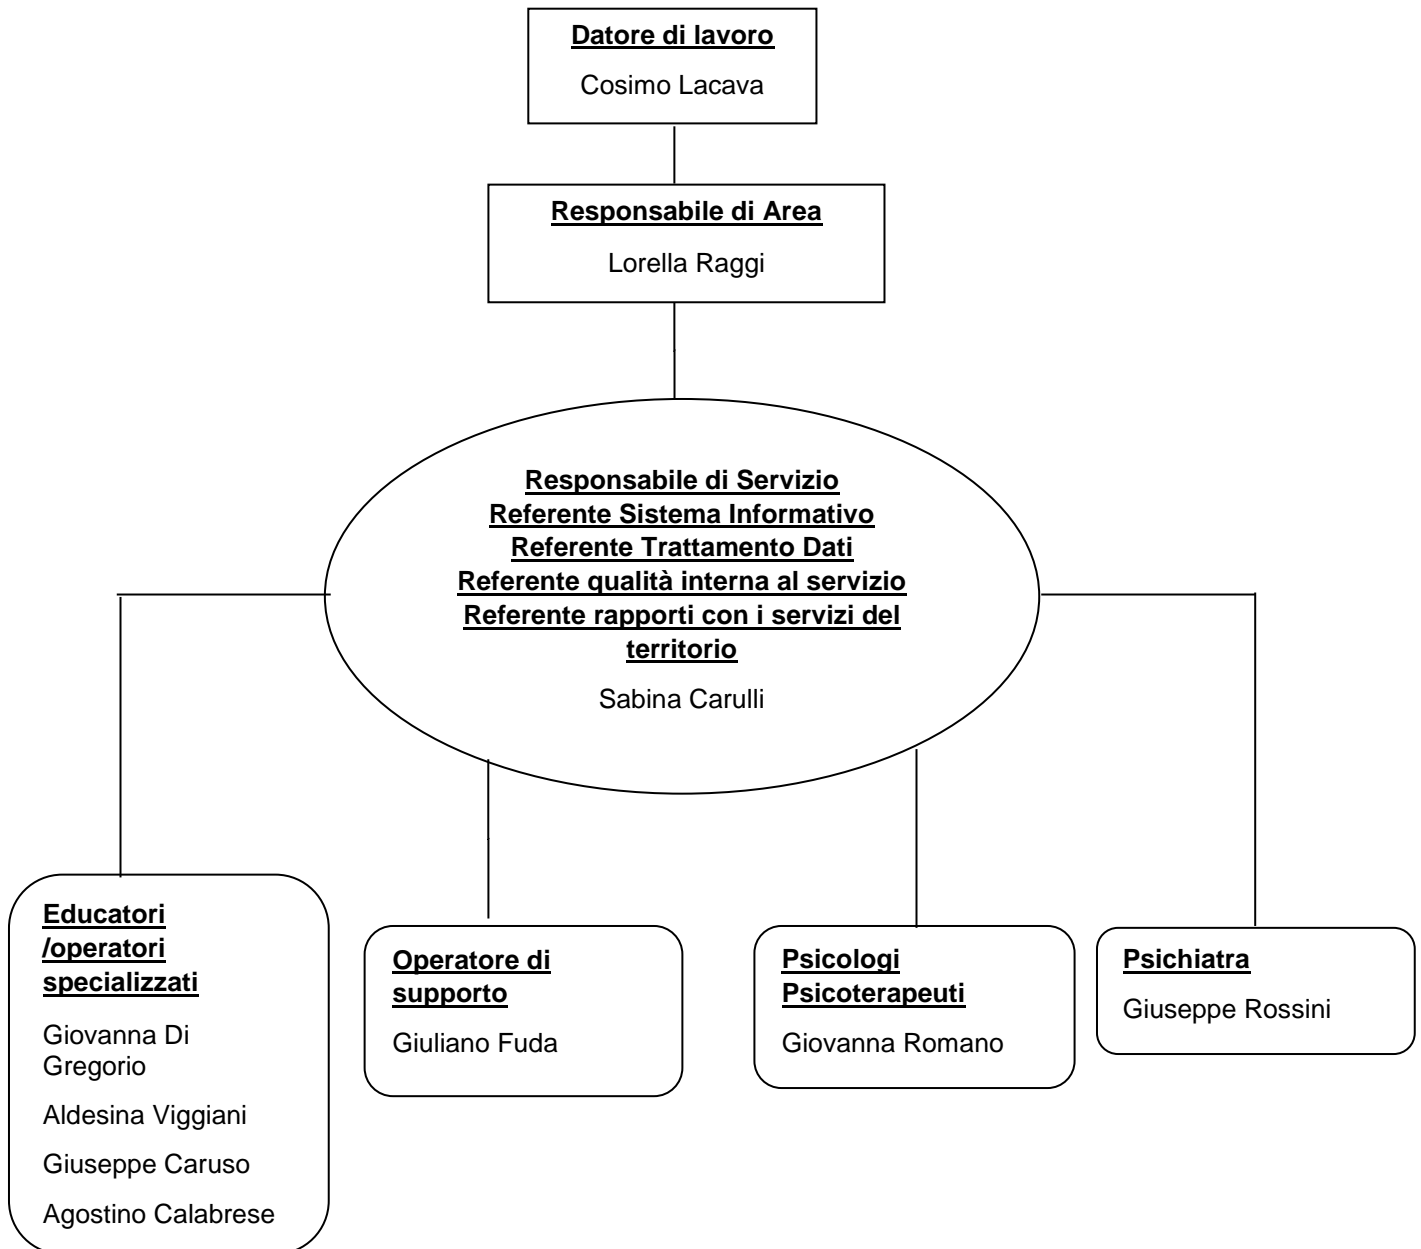 Datore di lavoro
Cosimo Lacava
Responsabile di Area
Lorella Raggi
Responsabile di Servizio
Referente Sistema Informativo
Referente Trattamento Dati
Referente qualità interna al servizio
Referente rapporti con i servizi del
territorio
Sabina Carulli
Educatori
/operatori
specializzati
Giovanna Di
Gregorio
Aldesina Viggiani
Giuseppe Caruso
Agostino Calabrese
Operatore di
supporto
Giuliano Fuda
Psicologi
Psicoterapeuti
Giovanna Romano
Psichiatra
Giuseppe Rossini